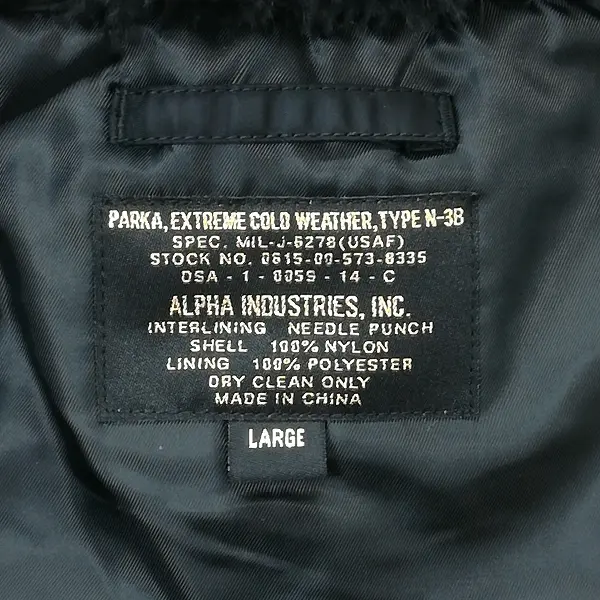 PARKA, EXTREME COLD WEATHER, TYPE N-3B
SPEC. MIL-J-6278(USAF)
STOCK NO. 8615-00-573-8335
DSA - 1 - 0059 - 14 - C
ALPHA INDUSTRIES, INC.
INTERLINING NEEDLE PUNCH
SHELL 100% NYLON
LINING 100% POLYESTER
DRY CLEAN ONLY
MADE IN CHINA
LARGE